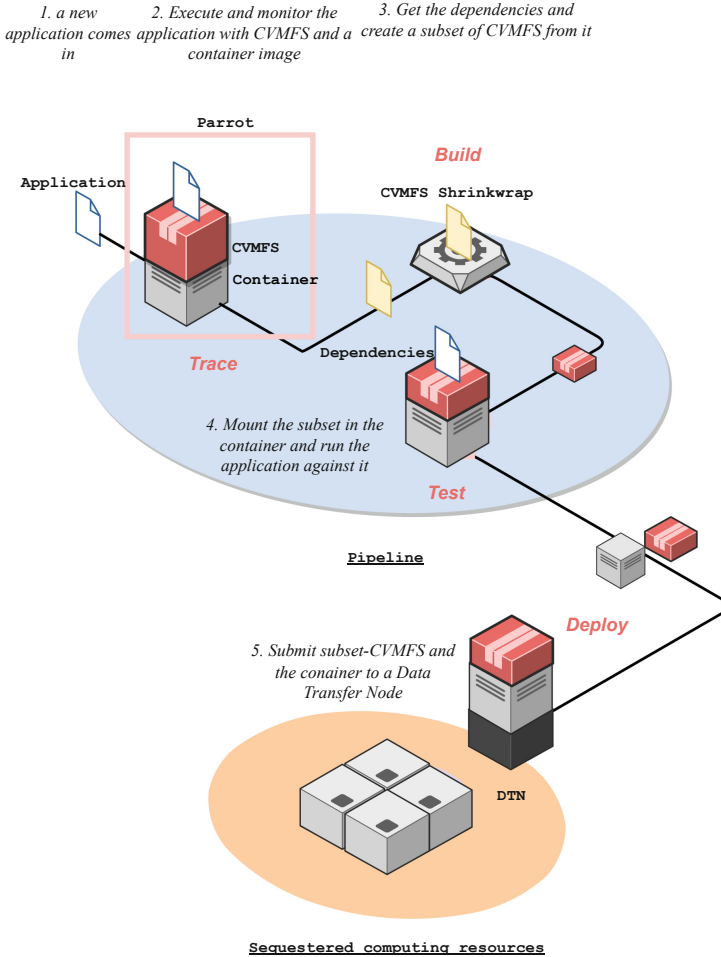 1. a new
application comes
in
2. Execute and monitor the
application with CVMFS and a
container image
3. Get the dependencies and
create a subset of CVMFS from it
Parrot
Build
Application
CVMFS Shrinkwrap
CVMFS
Container
Trace
Dependencies
4. Mount the subset in the
container and run the
application against it
Test
Pipeline
Deploy
5. Submit subset-CVMFS and
the conainer to a Data
Transfer Node
DTN
Sequestered computing resources